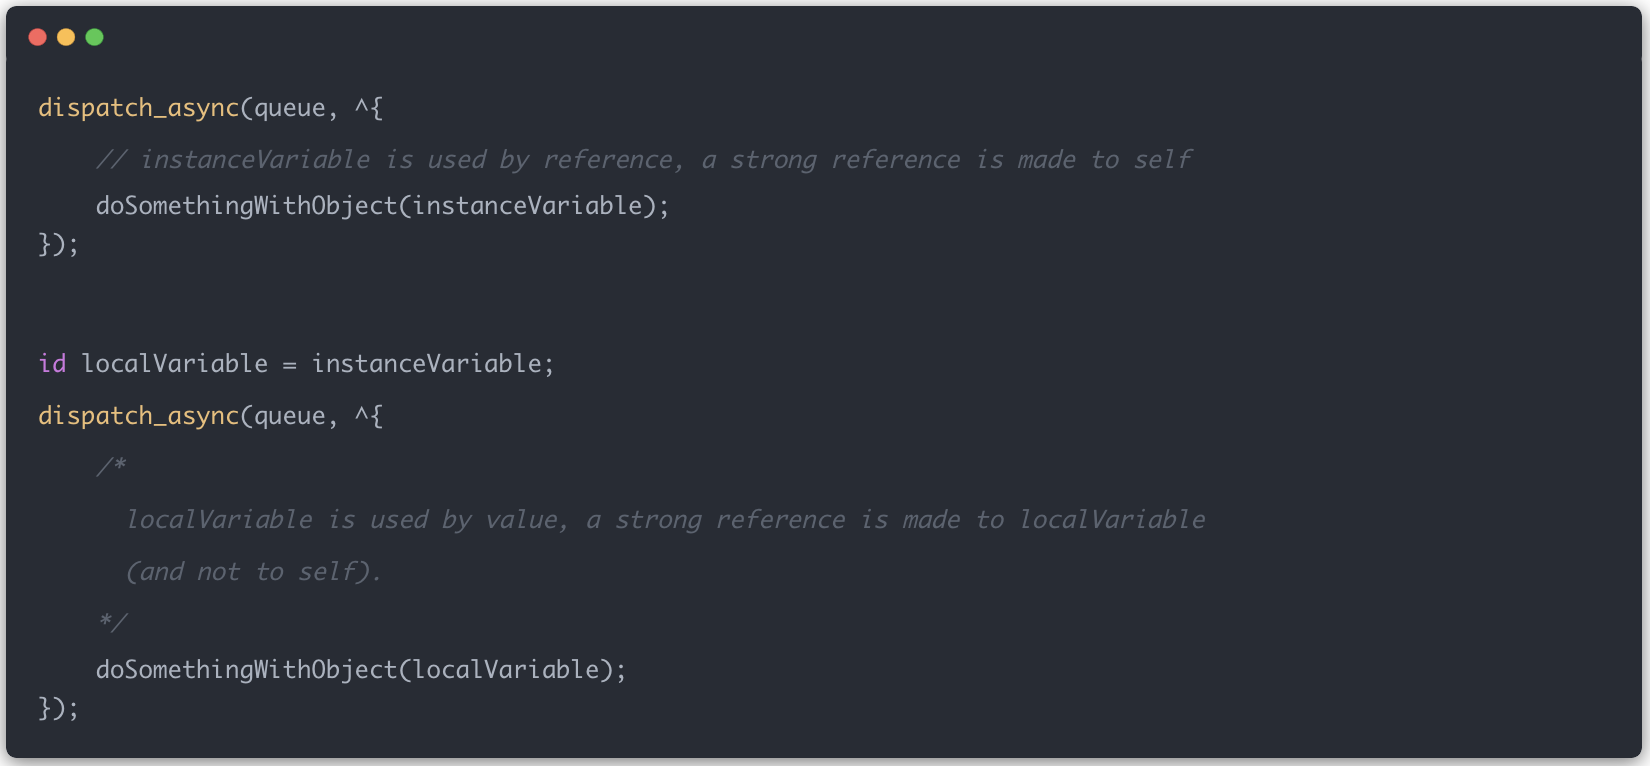 dispatch_async(queue, ^{
    // instanceVariable is used by reference, a strong reference is made to self
    doSomethingWithObject(instanceVariable);
});
id localVariable = instanceVariable;
dispatch_async(queue, ^{
    /*
      localVariable is used by value, a strong reference is made to localVariable
      (and not to self).
    */
    doSomethingWithObject(localVariable);
});